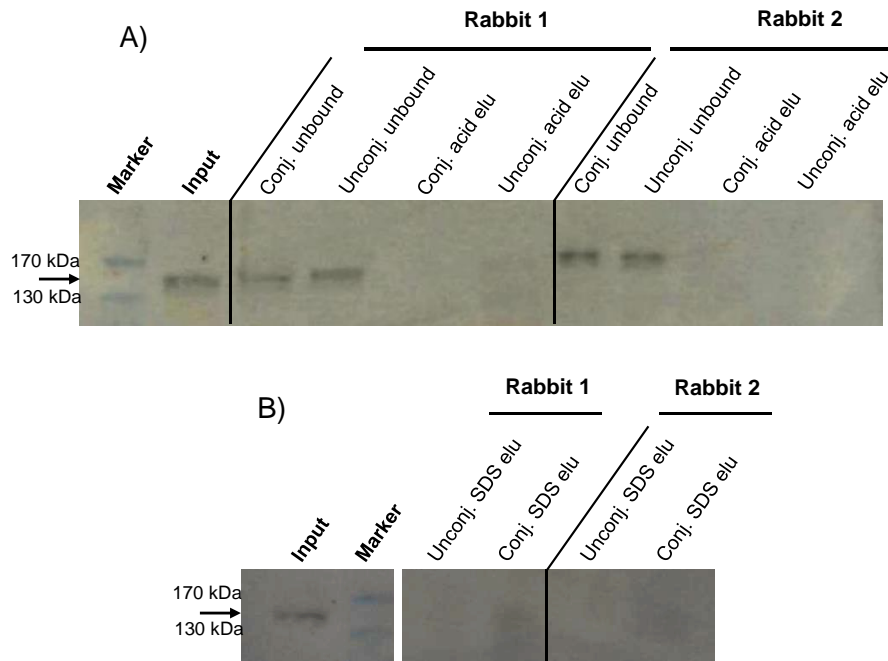 A)
Rabbit 1
Rabbit 2
Marker
Input
Conj. unbound
Unconj. unbound
Conj. acid elu
Unconj. acid elu
Conj. unbound
Unconj. unbound
Conj. acid elu
Unconj. acid elu
170 kDa
130 kDa
B)
Rabbit 1
Rabbit 2
Input
Marker
Unconj. SDS elu
Conj. SDS elu
Unconj. SDS elu
Conj. SDS elu
170 kDa
130 kDa